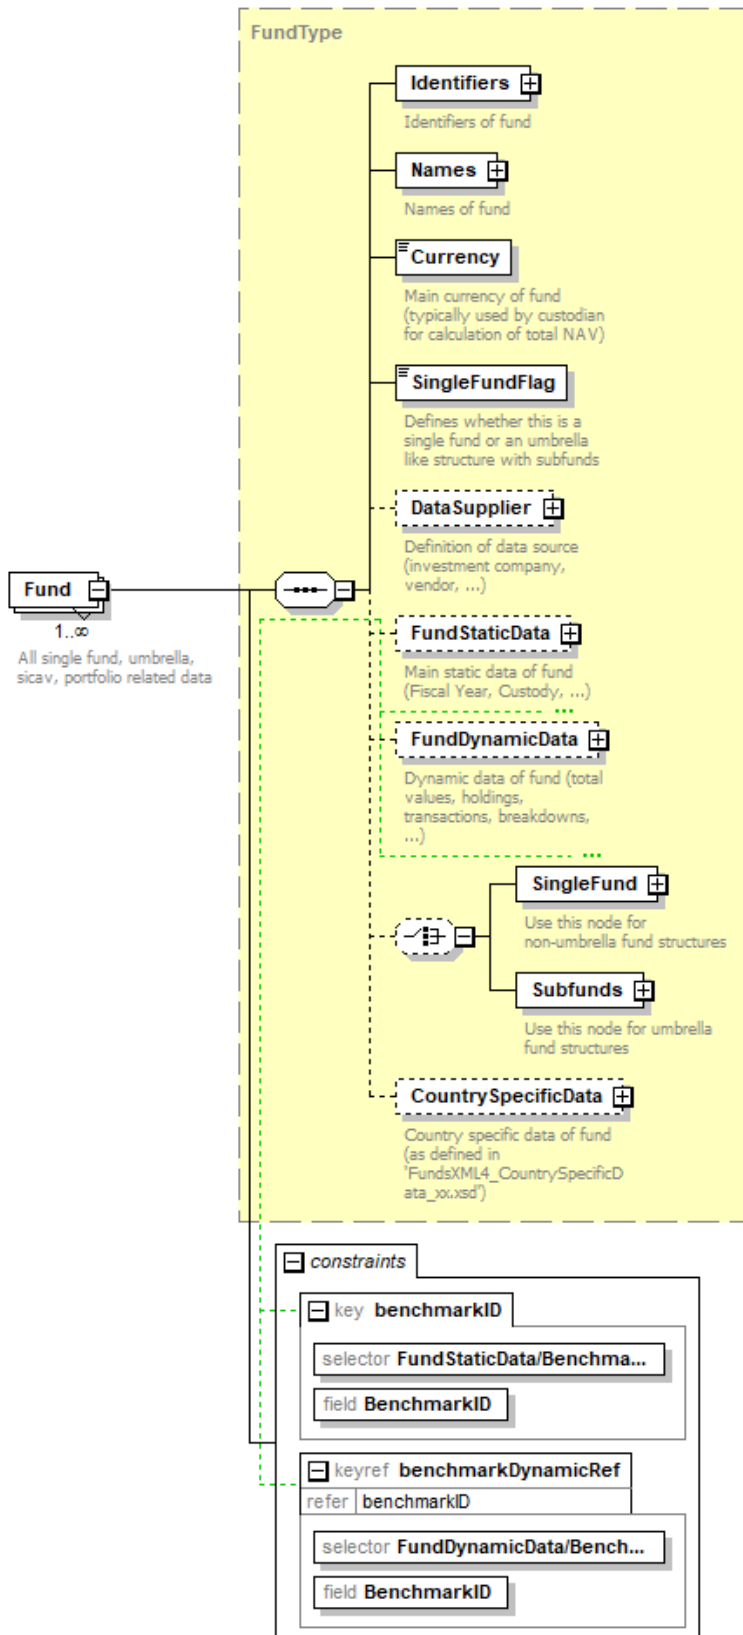 FundType
Identifiers
Identifiers of fund
Names
Names of fund
Currency
Main currency of fund
(typically used by custodian
for calculation of total NAV)
SingleFundFlag
Defines whether this is a
single fund or an umbrella
like structure with subfunds
DataSupplier
Definition of data source
(investment company,
vendor, ...)
Fund
1..∞
All single fund, umbrella,
sicav, portfolio related data
FundStaticData
Main static data of fund
(Fiscal Year, Custody, ...)
...
FundDynamicData
Dynamic data of fund (total
values, holdings,
transactions, breakdowns,
...)
...
SingleFund
Use this node for
non-umbrella fund structures
Subfunds
Use this node for umbrella
fund structures
CountrySpecificData
Country specific data of fund
(as defined in
'FundsXML4_CountrySpecificD
ata_xx.xsd')
constraints
key benchmarkID
selector FundStaticData/Benchma...
field BenchmarkID
keyref benchmarkDynamicRef
refer benchmarkID
selector FundDynamicData/Bench...
field BenchmarkID